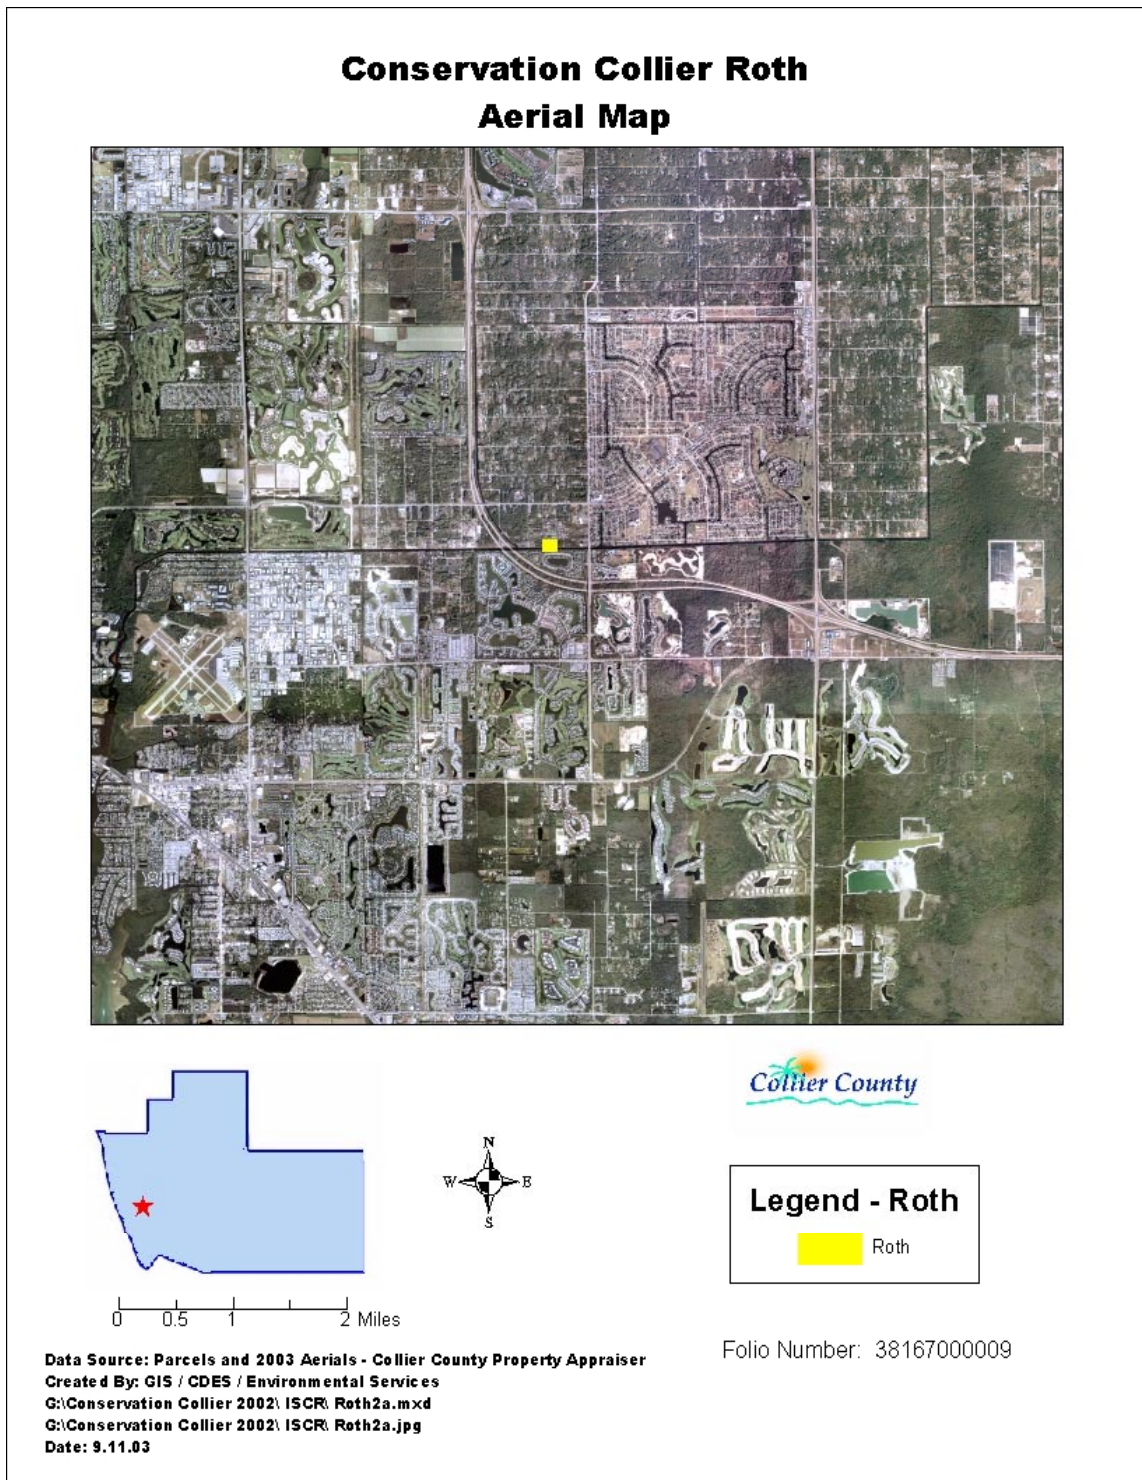 Conservation Collier Roth
Aerial Map
Collier County
N
W E
S
Legend - Roth
Roth
0 0.5 1 2 Miles
Folio Number: 38167000009
Data Source: Parcels and 2003 Aerials - Collier County Property Appraiser
Created By: GIS / CDES / Environmental Services
G:\Conservation Collier 2002\ ISCR\ Roth2a.mxd
G:\Conservation Collier 2002\ ISCR\ Roth2a.jpg
Date: 9.11.03